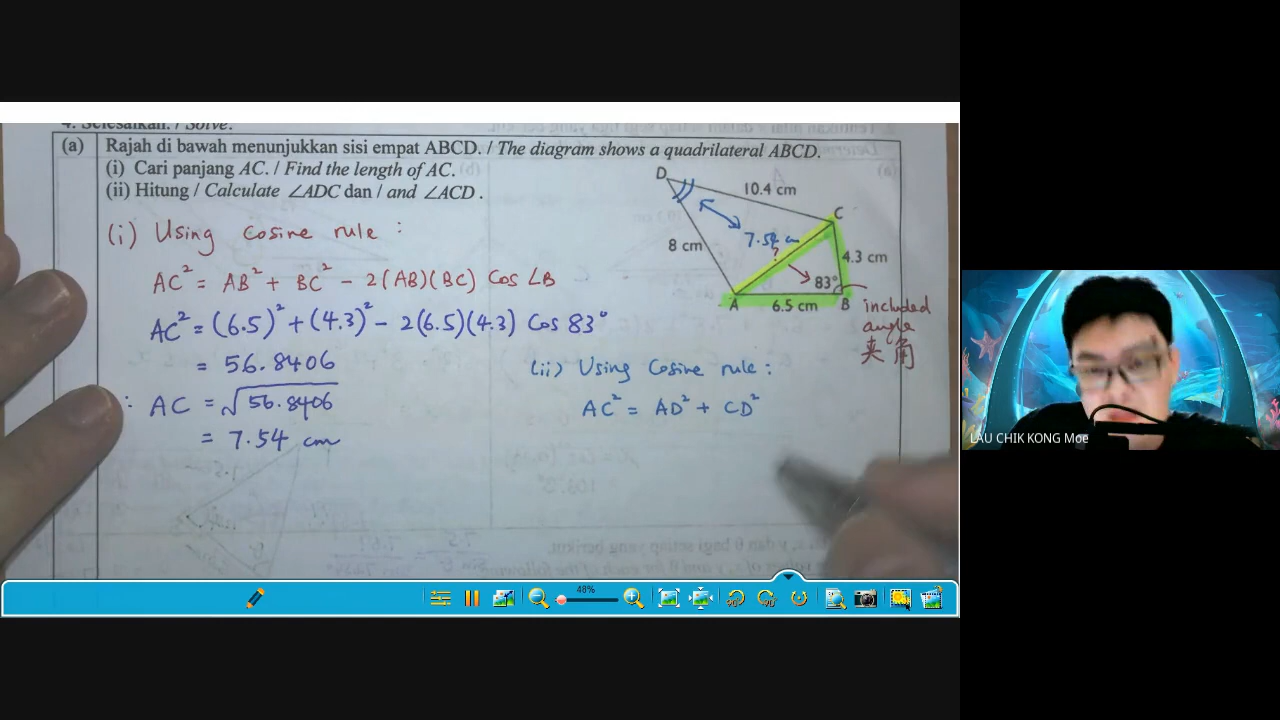 4. Selesaikan. / Solve.
(a) Rajah di bawah menunjukkan sisi empat ABCD. / The diagram shows a quadrilateral ABCD.
(i) Cari panjang AC. / Find the length of AC.
(ii) Hitung / Calculate ∠ADC dan / and ∠ACD .
D
10.4 cm
C
8 cm
7.54 cm
?
4.3 cm
83°
A
6.5 cm
B
included
angle
夹角
(i) Using cosine rule :
AC² = AB² + BC² - 2(AB)(BC) Cos ∠B
AC² = (6.5)² + (4.3)² - 2(6.5)(4.3) Cos 83°
= 56.8406
∴ AC = √56.8406
= 7.54 cm
(ii) Using Cosine rule :
AC² = AD² + CD²
48%
LAU CHIK KONG Moe